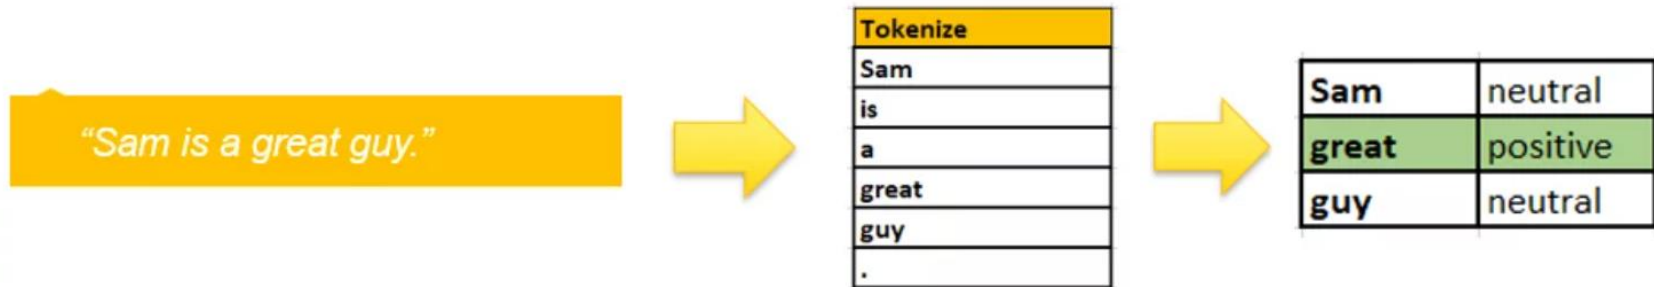 “Sam is a great guy.”
Tokenize
Sam
is
a
great
guy
.
Sam neutral
great positive
guy neutral